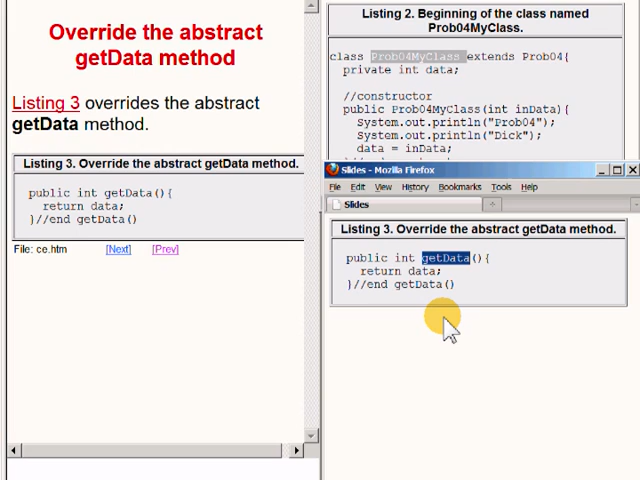 Override the abstract
getData method
Listing 3 overrides the abstract
getData method.
Listing 3. Override the abstract getData method.
public int getData(){
return data;
}//end getData()
File: ce.htm [Next] [Prev]
Listing 2. Beginning of the class named
Prob04MyClass.
class Prob04MyClass extends Prob04{
private int data;
//constructor
public Prob04MyClass(int inData){
System.out.println("Prob04");
System.out.println("Dick");
data = inData;
Slides - Mozilla Firefox
File Edit View History Bookmarks Tools Help
Slides
Listing 3. Override the abstract getData method.
public int getData(){
return data;
}//end getData()